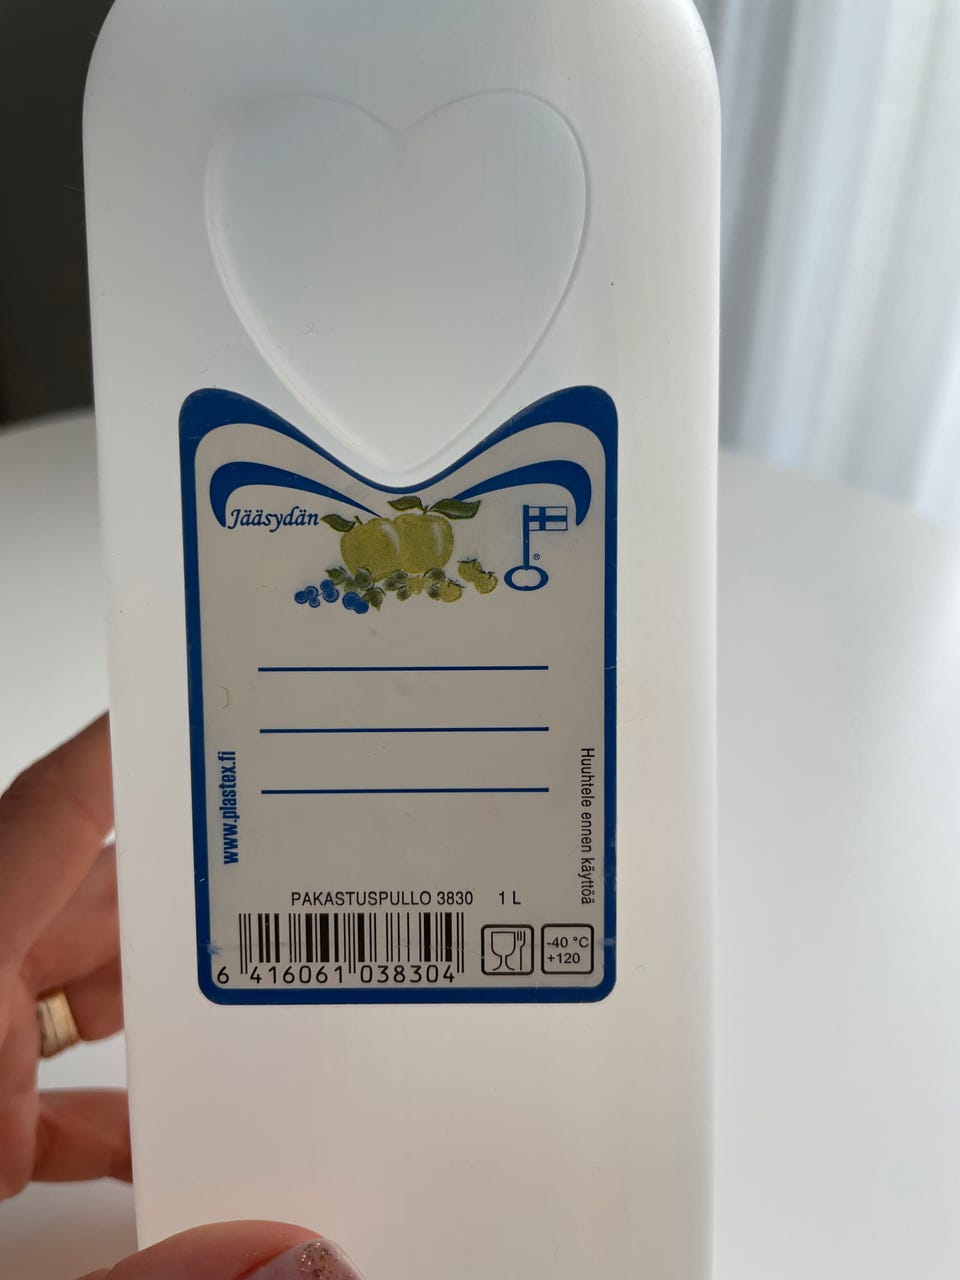 Jääsydän
®
www.plastex.fi
Huuhtele ennen käyttöä
PAKASTUSPULLO 3830 1 L
6 416061 038304
-40 °C
+120